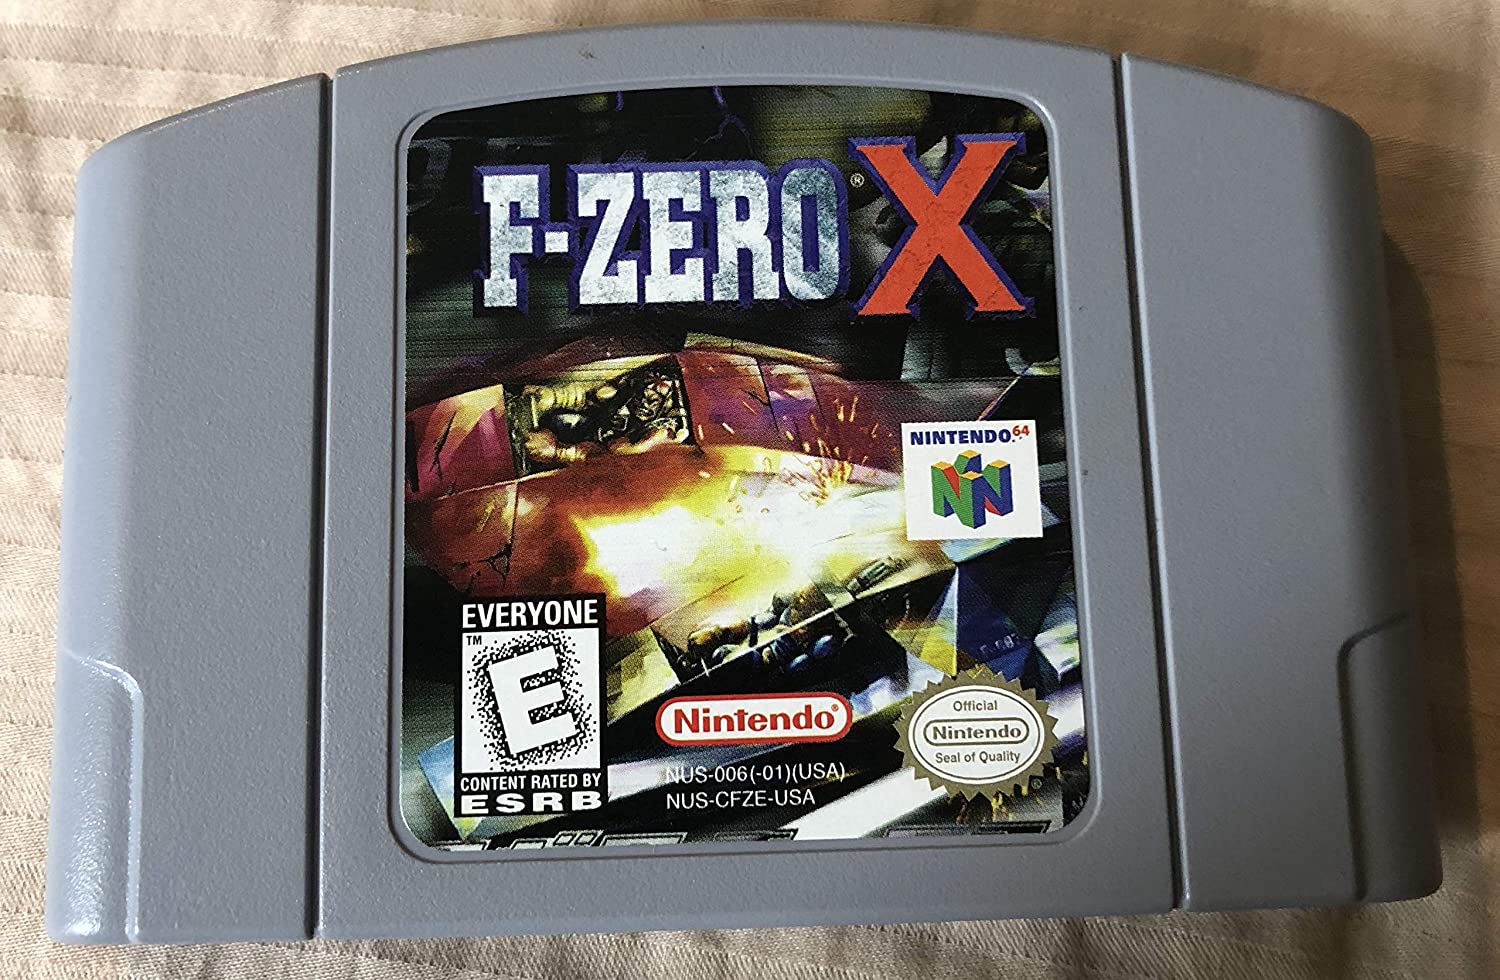 F-ZERO® X
NINTENDO⁶⁴
EVERYONE
™
E
CONTENT RATED BY
ESRB
Nintendo®
NUS-006(-01)(USA)
NUS-CFZE-USA
Official
Nintendo
Seal of Quality
®